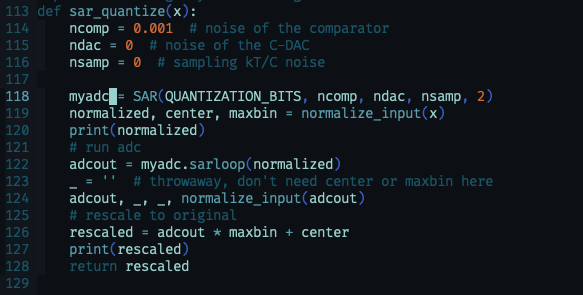 113 def sar_quantize(x):
114     ncomp = 0.001  # noise of the comparator
115     ndac = 0  # noise of the C-DAC
116     nsamp = 0  # sampling kT/C noise
117
118     myadc = SAR(QUANTIZATION_BITS, ncomp, ndac, nsamp, 2)
119     normalized, center, maxbin = normalize_input(x)
120     print(normalized)
121     # run adc
122     adcout = myadc.sarloop(normalized)
123     _ = ''  # throwaway, don't need center or maxbin here
124     adcout, _, _, normalize_input(adcout)
125     # rescale to original
126     rescaled = adcout * maxbin + center
127     print(rescaled)
128     return rescaled
129